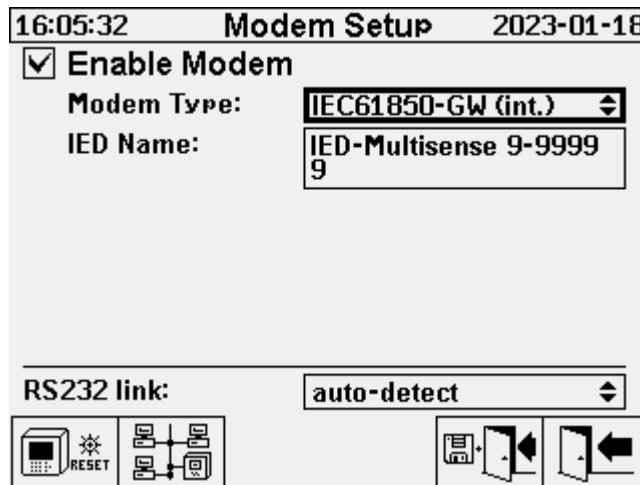 16:05:32 Modem Setup 2023-01-18
Enable Modem
Modem Type: IEC61850-GW (int.)
IED Name: IED-Multisense 9-9999
9
RS232 link: auto-detect
RESET